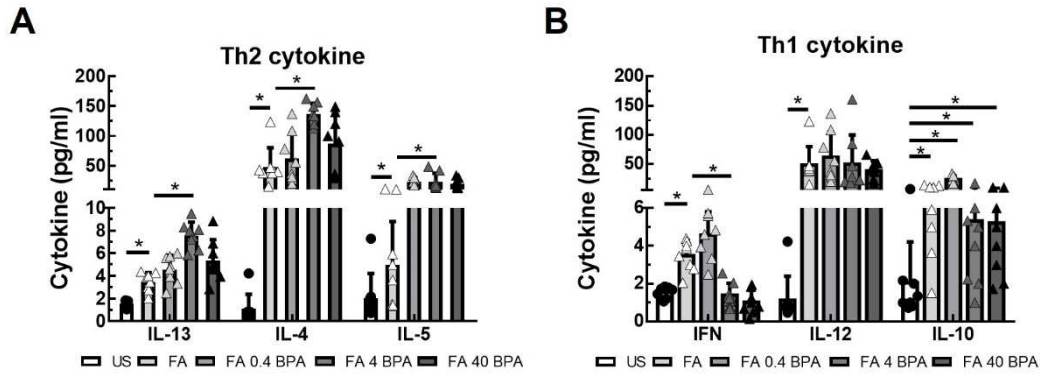 A
Th2 cytokine
Cytokine (pg/ml)
200
150
100
50
10
8
6
4
2
0
* * * * * *
IL-13 IL-4 IL-5
US FA FA 0.4 BPA FA 4 BPA FA 40 BPA
B
Th1 cytokine
Cytokine (pg/ml)
200
150
100
50
6
4
2
0
* * * * * * *
IFN IL-12 IL-10
US FA FA 0.4 BPA FA 4 BPA FA 40 BPA